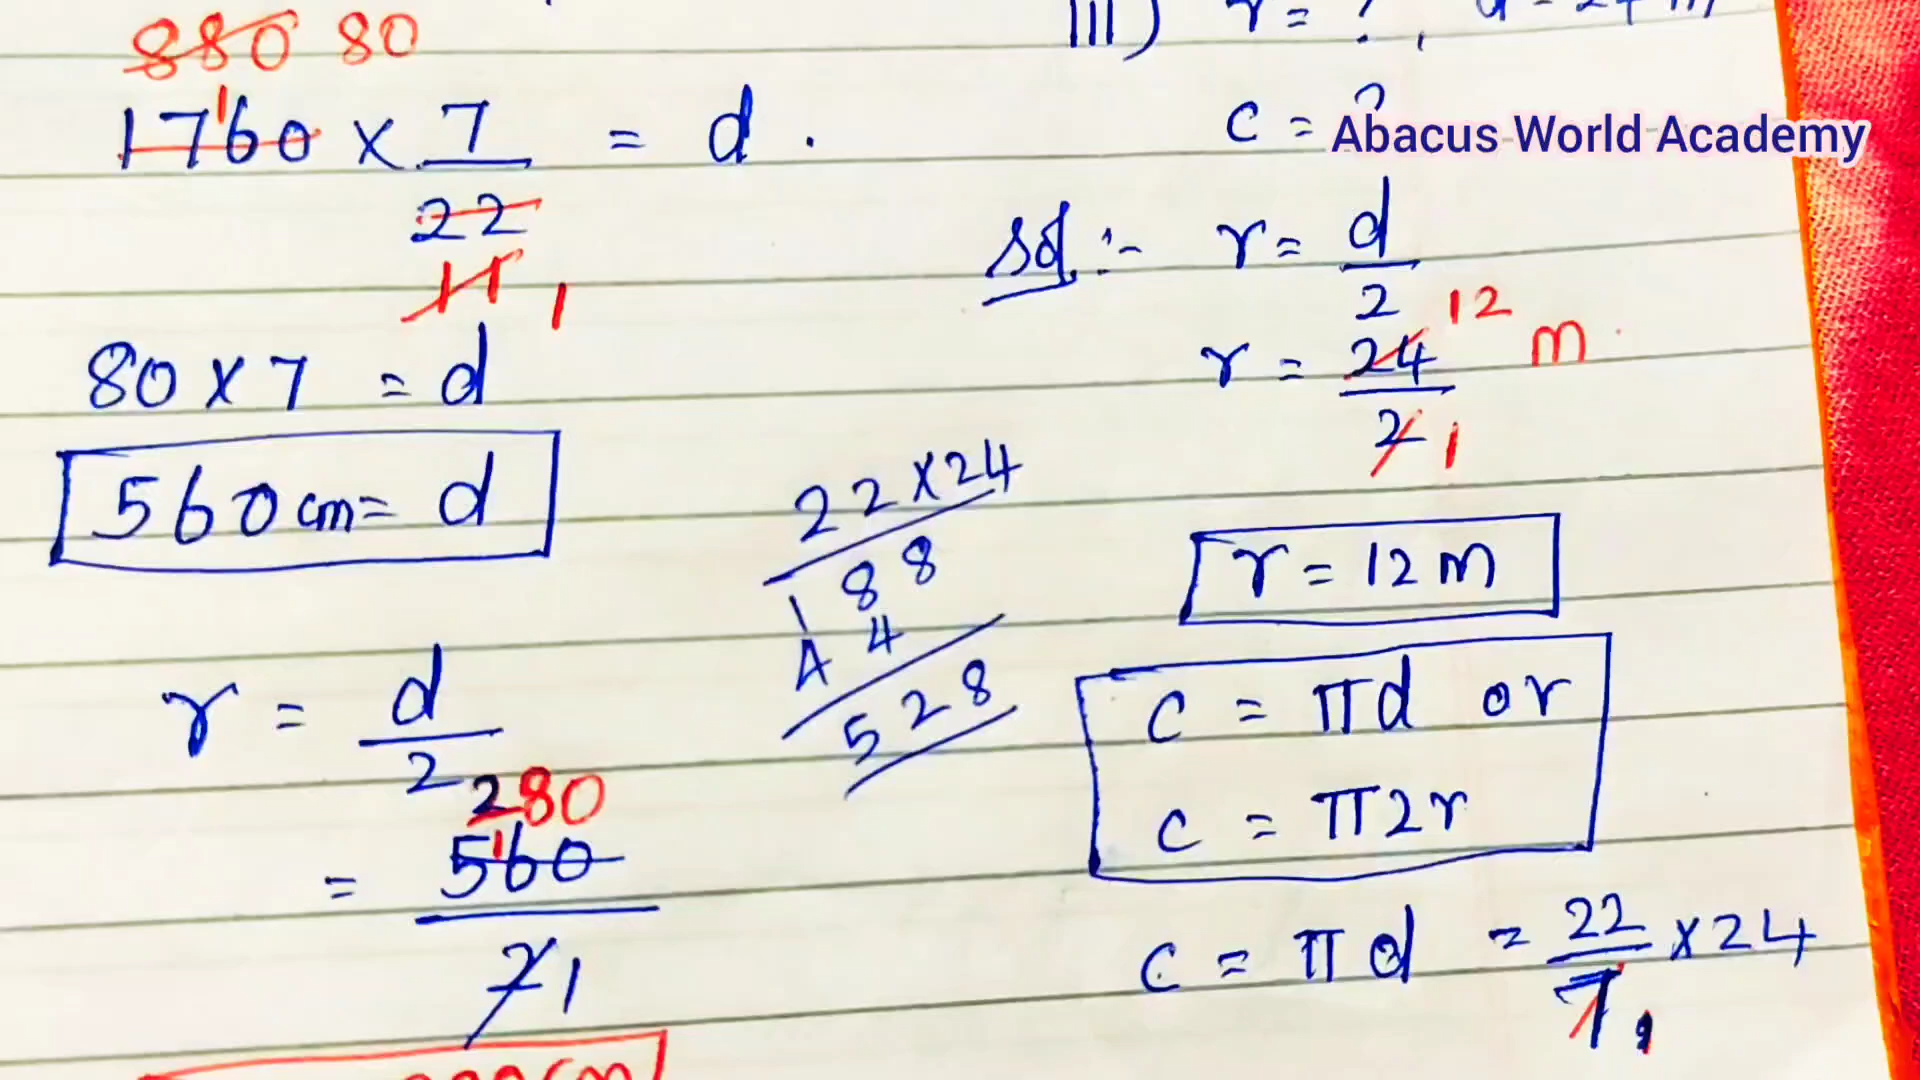 880 80
1760 × 7/22 = d.
11 1
80 × 7 = d
560 cm = d
r = d/2
280
= 560/2 1
22 × 24
88
44
528
III) r = ?, d = 24 m
c = ?
Abacus World Academy
Sol :- r = d/2
r = 24/2 12 m
1
r = 12 m
C = πd or
C = π2r
C = πd = 22/7 × 24